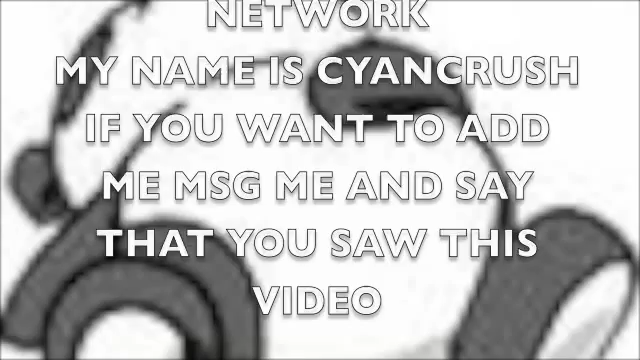 NETWORK
MY NAME IS CYANCRUSH
IF YOU WANT TO ADD
ME MSG ME AND SAY
THAT YOU SAW THIS
VIDEO